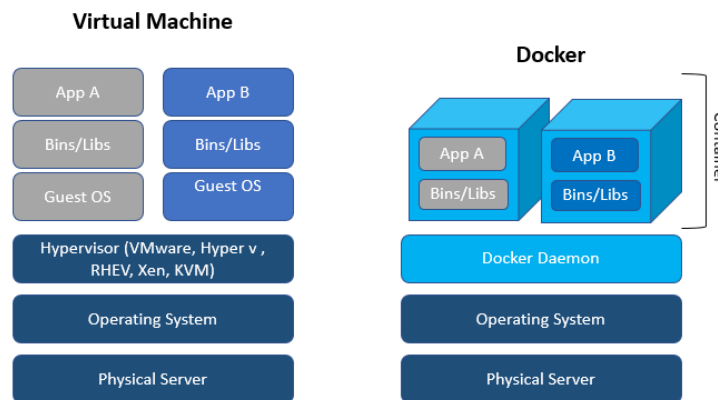 Virtual Machine
App A
App B
Bins/Libs
Bins/Libs
Guest OS
Guest OS
Hypervisor (VMware, Hyper v ,
RHEV, Xen, KVM)
Operating System
Physical Server
Docker
App A
App B
Bins/Libs
Bins/Libs
Container
Docker Daemon
Operating System
Physical Server